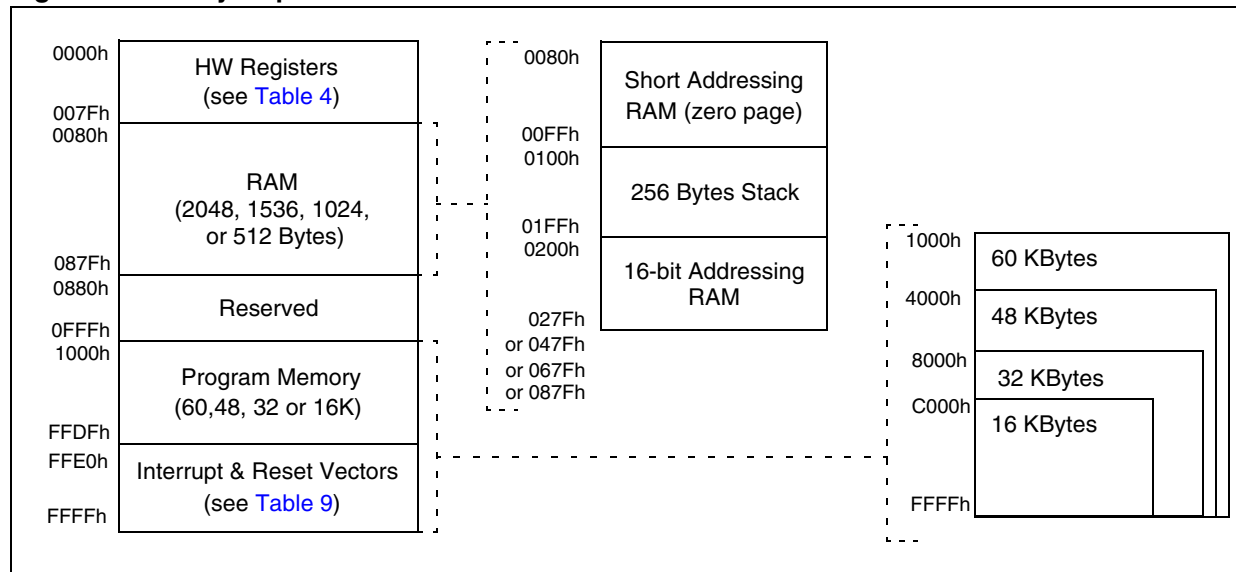 0000h
HW Registers
(see Table 4)
007Fh
0080h
RAM
(2048, 1536, 1024,
or 512 Bytes)
087Fh
0880h
Reserved
0FFFh
1000h
Program Memory
(60,48, 32 or 16K)
FFDFh
FFE0h
Interrupt & Reset Vectors
(see Table 9)
FFFFh
0080h
Short Addressing
RAM (zero page)
00FFh
0100h
256 Bytes Stack
01FFh
0200h
16-bit Addressing
RAM
027Fh
or 047Fh
or 067Fh
or 087Fh
1000h
60 KBytes
4000h
48 KBytes
8000h
32 KBytes
C000h
16 KBytes
FFFFh